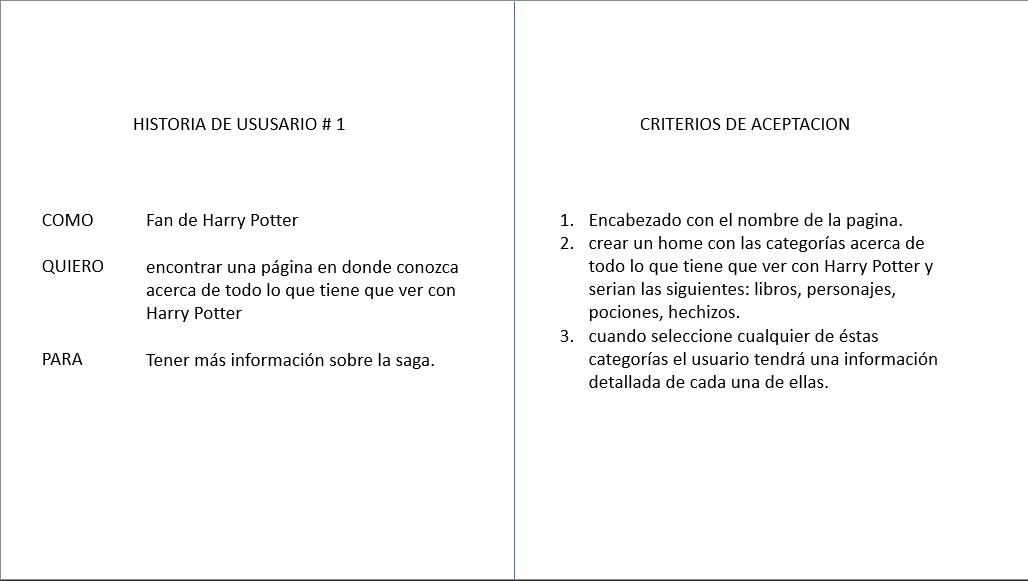 HISTORIA DE USUSARIO # 1
COMO Fan de Harry Potter
QUIERO encontrar una página en donde conozca
acerca de todo lo que tiene que ver con
Harry Potter
PARA Tener más información sobre la saga.
CRITERIOS DE ACEPTACION
1. Encabezado con el nombre de la pagina.
2. crear un home con las categorías acerca de
todo lo que tiene que ver con Harry Potter y
serian las siguientes: libros, personajes,
pociones, hechizos.
3. cuando seleccione cualquier de éstas
categorías el usuario tendrá una información
detallada de cada una de ellas.